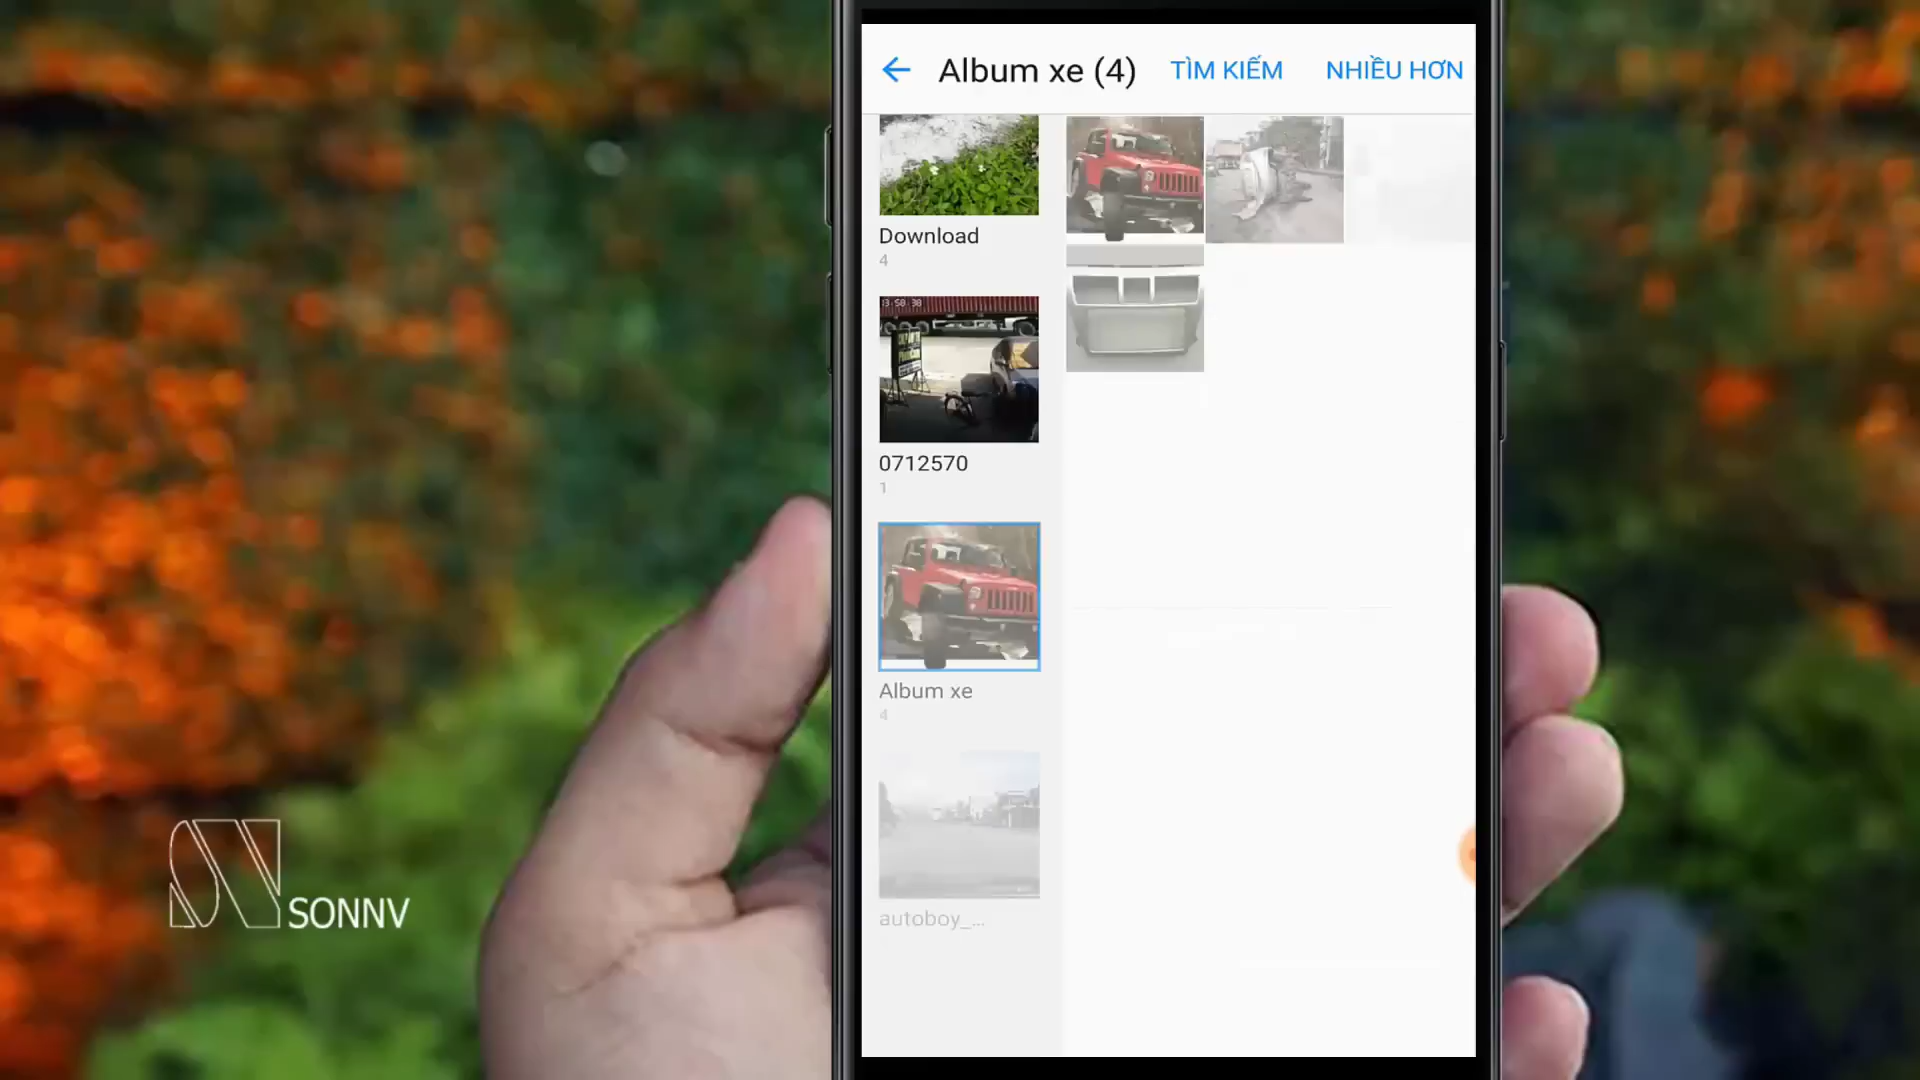 Album xe (4)
TÌM KIẾM
NHIỀU HƠN
Download
4
0712570
1
Album xe
4
autoboy_...
SONNV